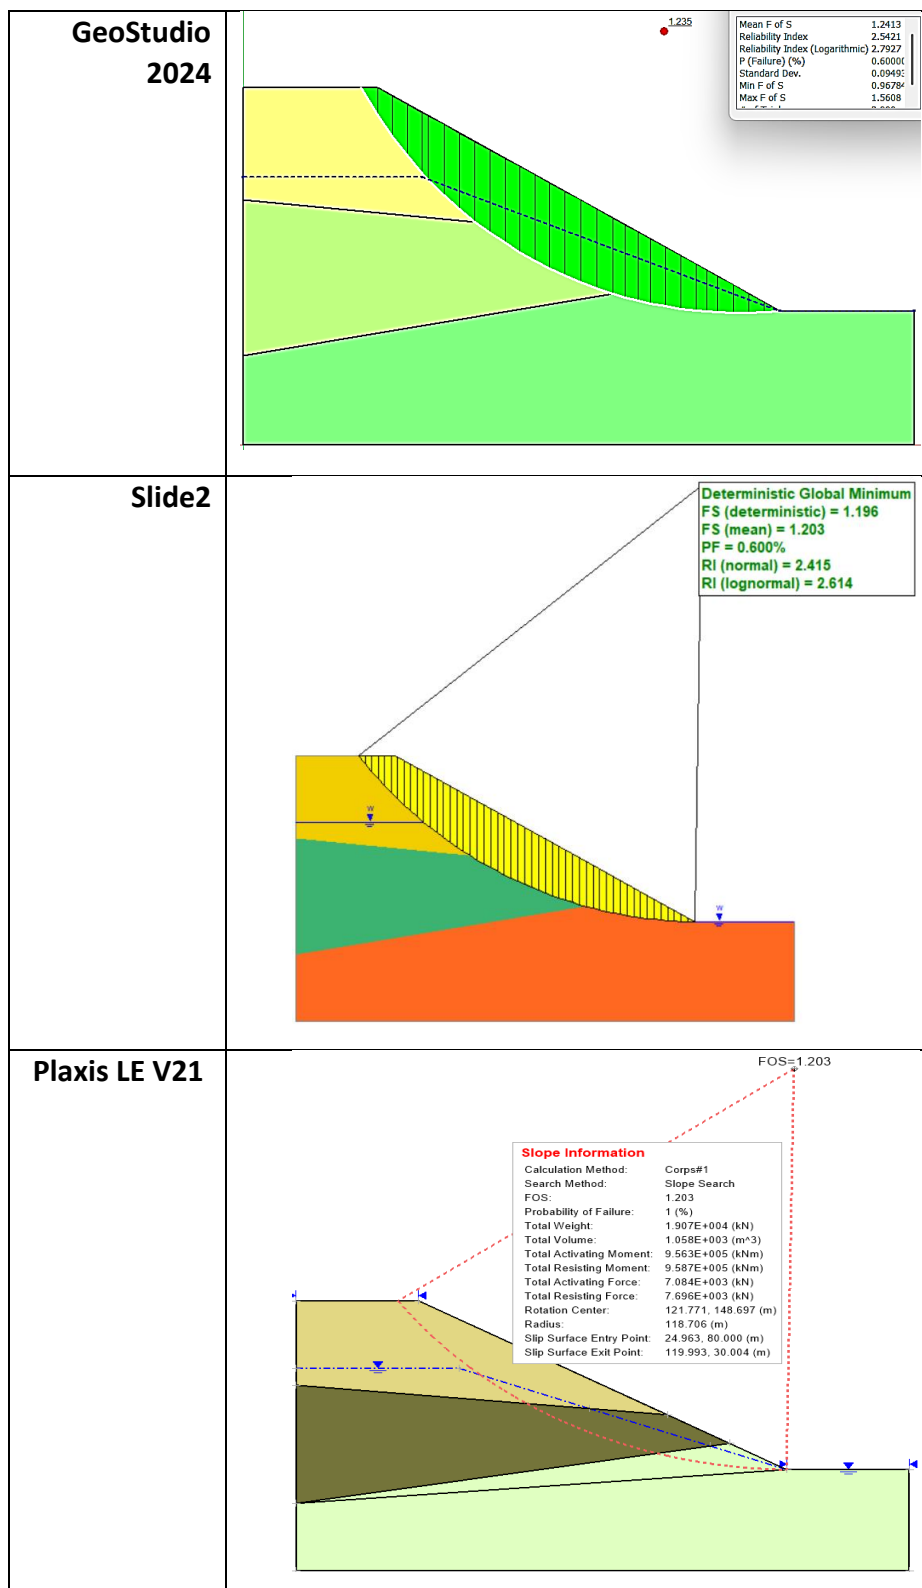 GeoStudio
2024
1.235
Mean F of S 1.2413
Reliability Index 2.5421
Reliability Index (Logarithmic) 2.7927
P (Failure) (%) 0.6000
Standard Dev. 0.0949
Min F of S 0.9678
Max F of S 1.5608
Slide2
Deterministic Global Minimum
FS (deterministic) = 1.196
FS (mean) = 1.203
PF = 0.600%
RI (normal) = 2.415
RI (lognormal) = 2.614
W
W
Plaxis LE V21
FOS=1.203
Slope Information
Calculation Method: Corps#1
Search Method: Slope Search
FOS: 1.203
Probability of Failure: 1 (%)
Total Weight: 1.907E+004 (kN)
Total Volume: 1.058E+003 (m^3)
Total Activating Moment: 9.563E+005 (kNm)
Total Resisting Moment: 9.587E+005 (kNm)
Total Activating Force: 7.084E+003 (kN)
Total Resisting Force: 7.696E+003 (kN)
Rotation Center: 121.771, 148.697 (m)
Radius: 118.706 (m)
Slip Surface Entry Point: 24.963, 80.000 (m)
Slip Surface Exit Point: 119.993, 30.004 (m)